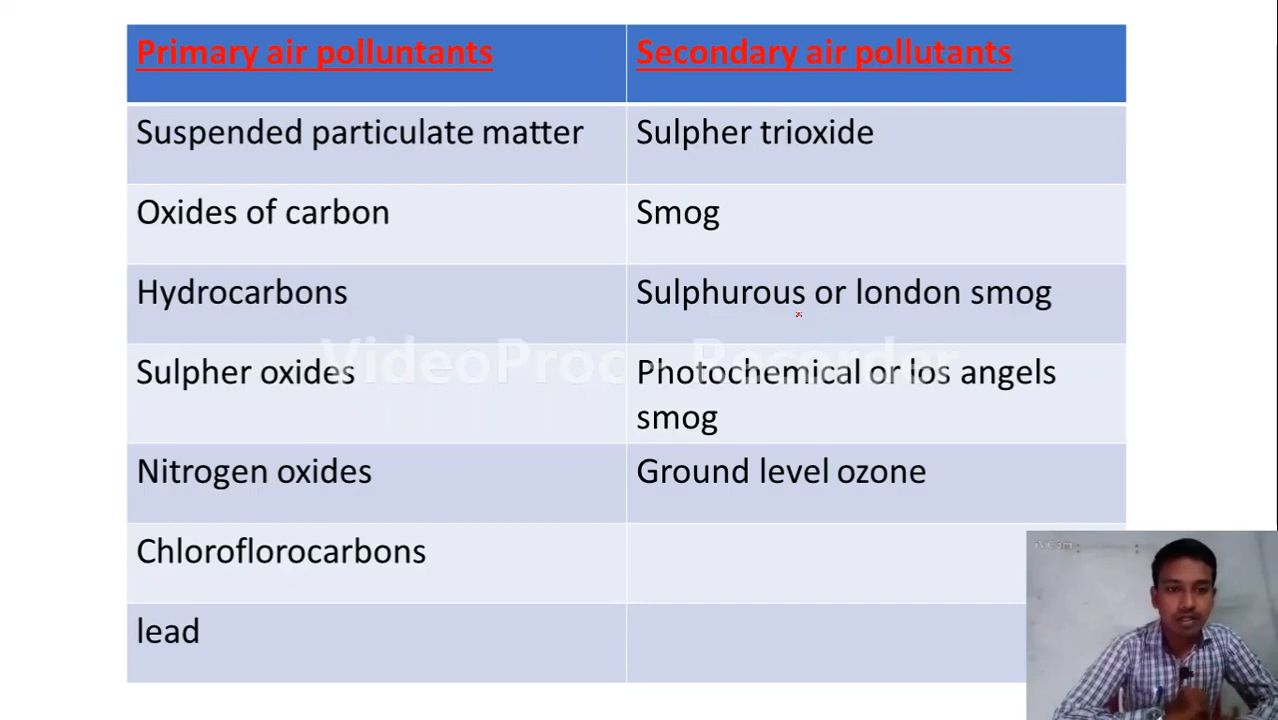 Primary air polluntants
Secondary air pollutants
Suspended particulate matter
Sulpher trioxide
Oxides of carbon
Smog
Hydrocarbons
Sulphurous or london smog
Sulpher oxides
Photochemical or los angels
smog
Nitrogen oxides
Ground level ozone
Chloroflorocarbons
lead